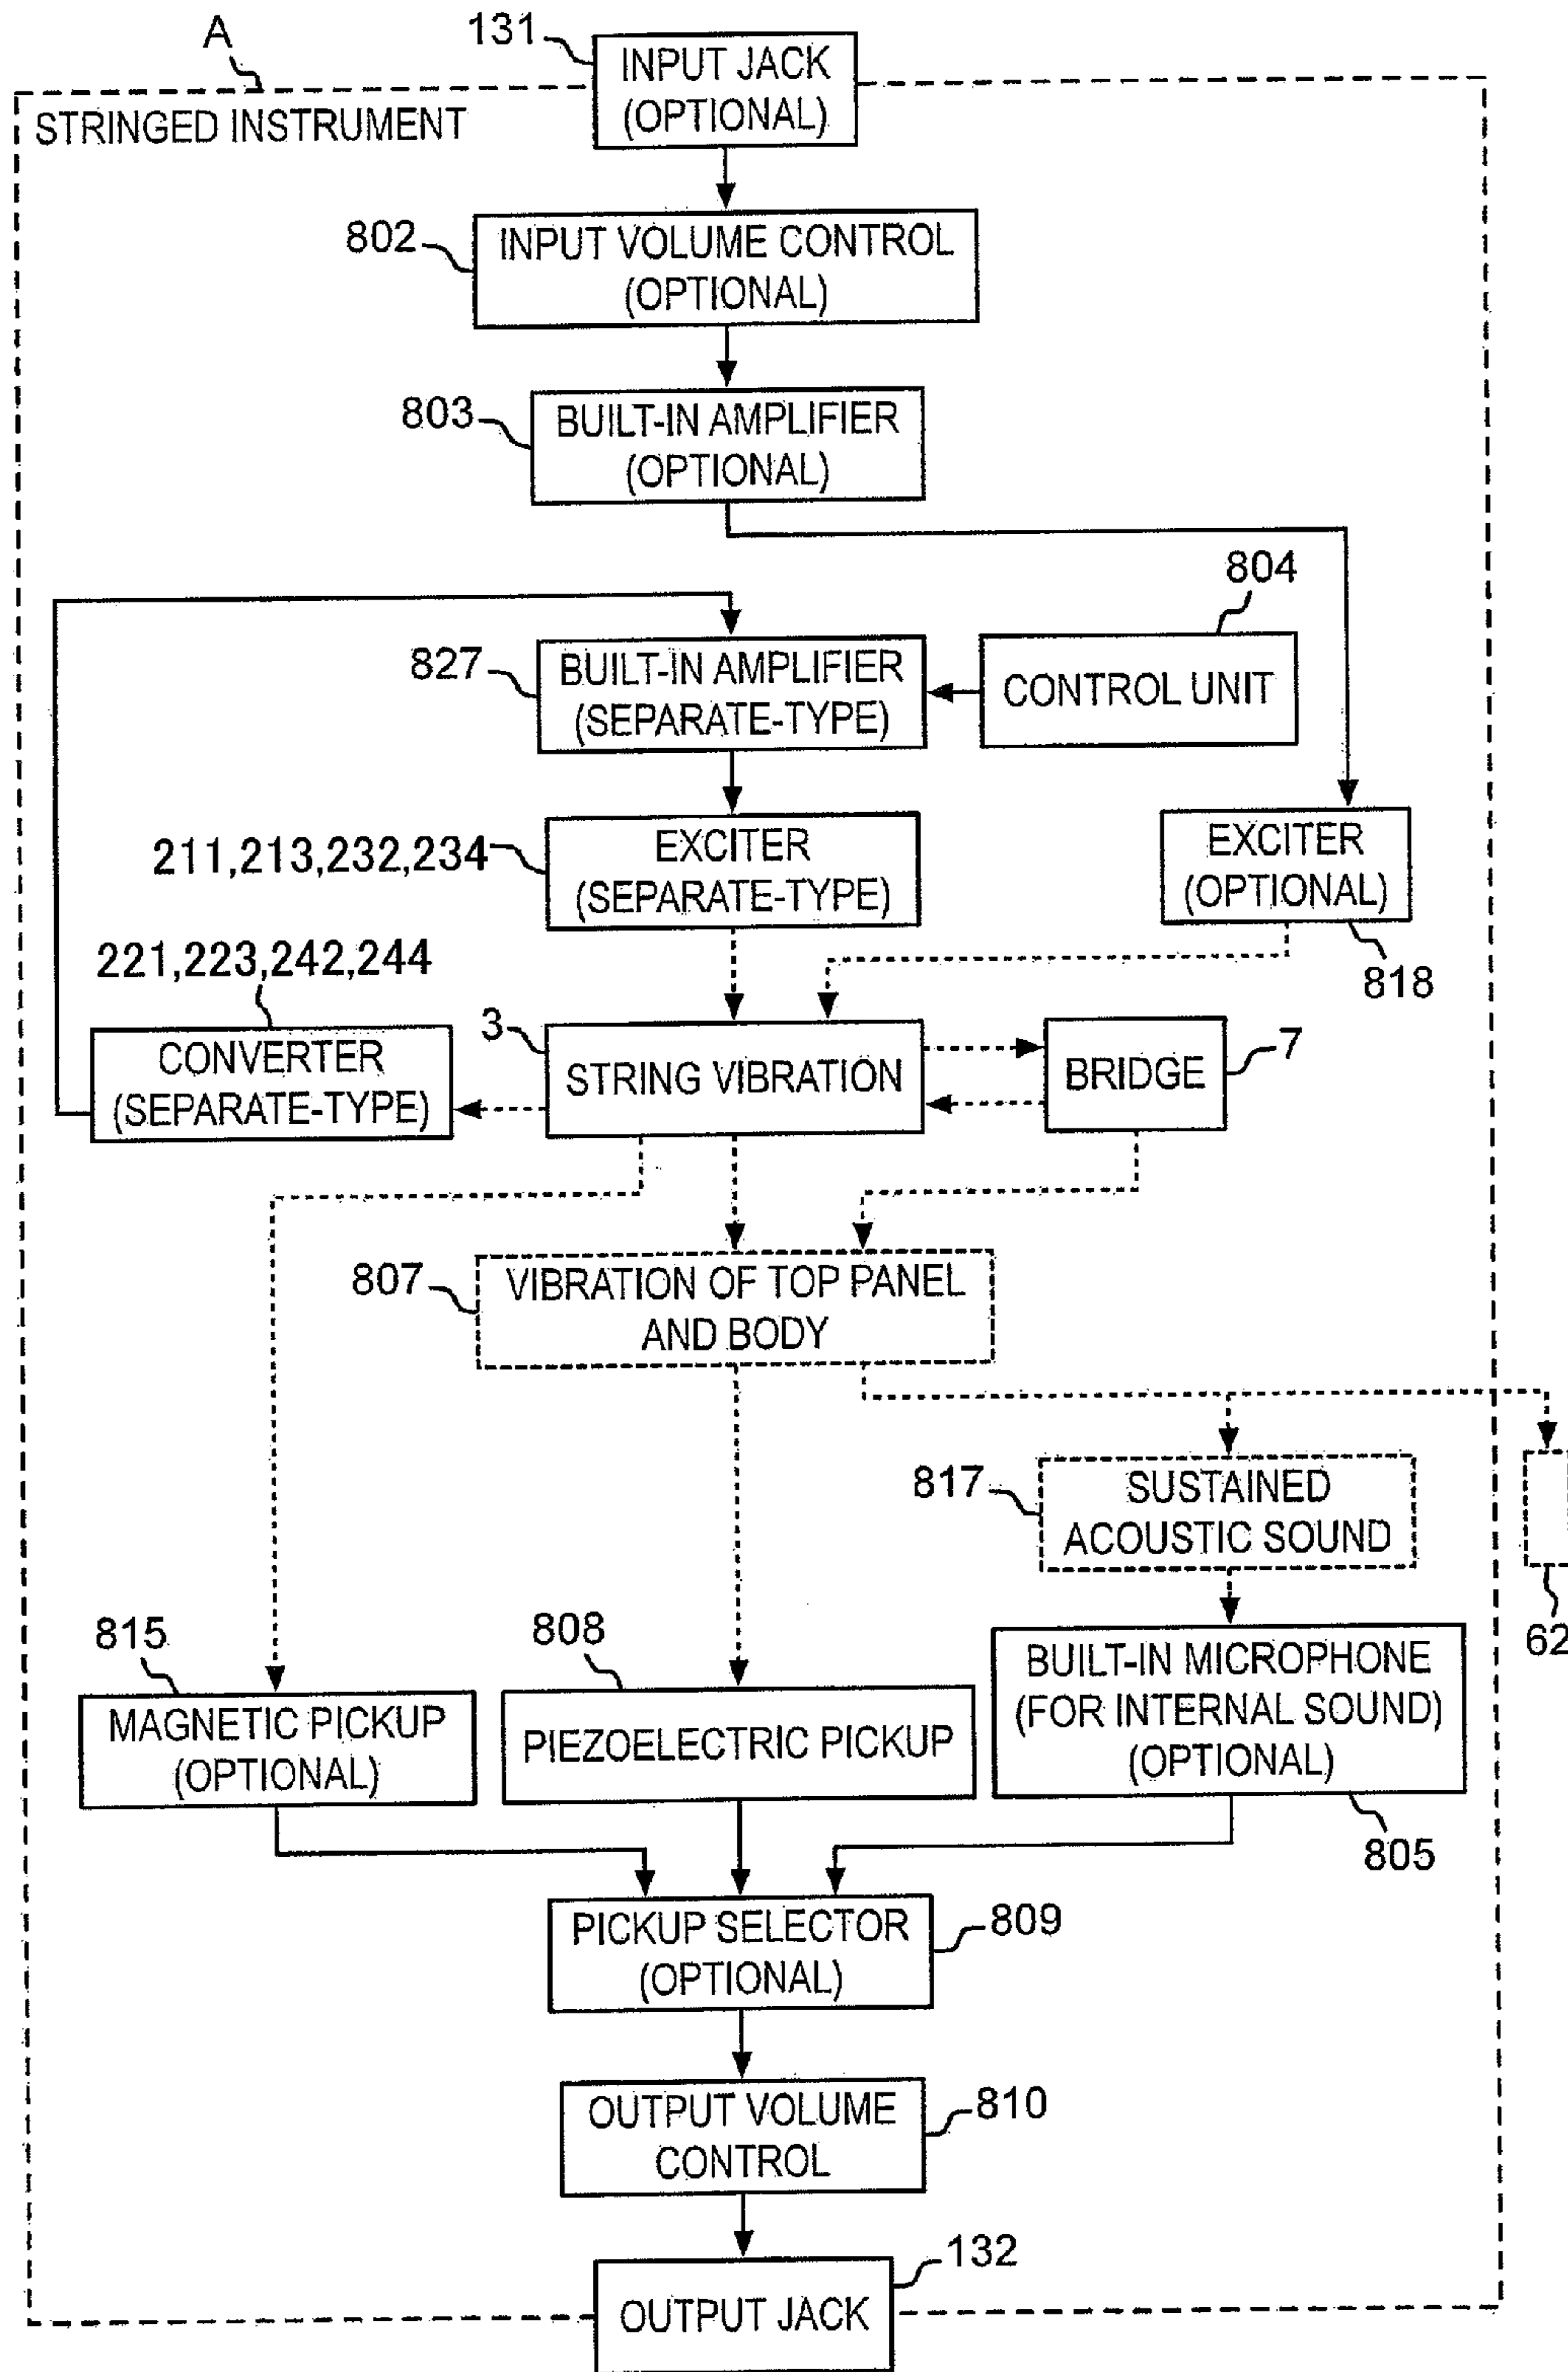 A
131
INPUT JACK
(OPTIONAL)
STRINGED INSTRUMENT
802
INPUT VOLUME CONTROL
(OPTIONAL)
803
BUILT-IN AMPLIFIER
(OPTIONAL)
804
827
BUILT-IN AMPLIFIER
(SEPARATE-TYPE)
CONTROL UNIT
211,213,232,234
EXCITER
(SEPARATE-TYPE)
EXCITER
(OPTIONAL)
818
221,223,242,244
CONVERTER
(SEPARATE-TYPE)
3
STRING VIBRATION
BRIDGE
7
807
VIBRATION OF TOP PANEL
AND BODY
817
SUSTAINED
ACOUSTIC SOUND
62
815
MAGNETIC PICKUP
(OPTIONAL)
808
PIEZOELECTRIC PICKUP
BUILT-IN MICROPHONE
(FOR INTERNAL SOUND)
(OPTIONAL)
805
PICKUP SELECTOR
(OPTIONAL)
809
OUTPUT VOLUME
CONTROL
810
132
OUTPUT JACK